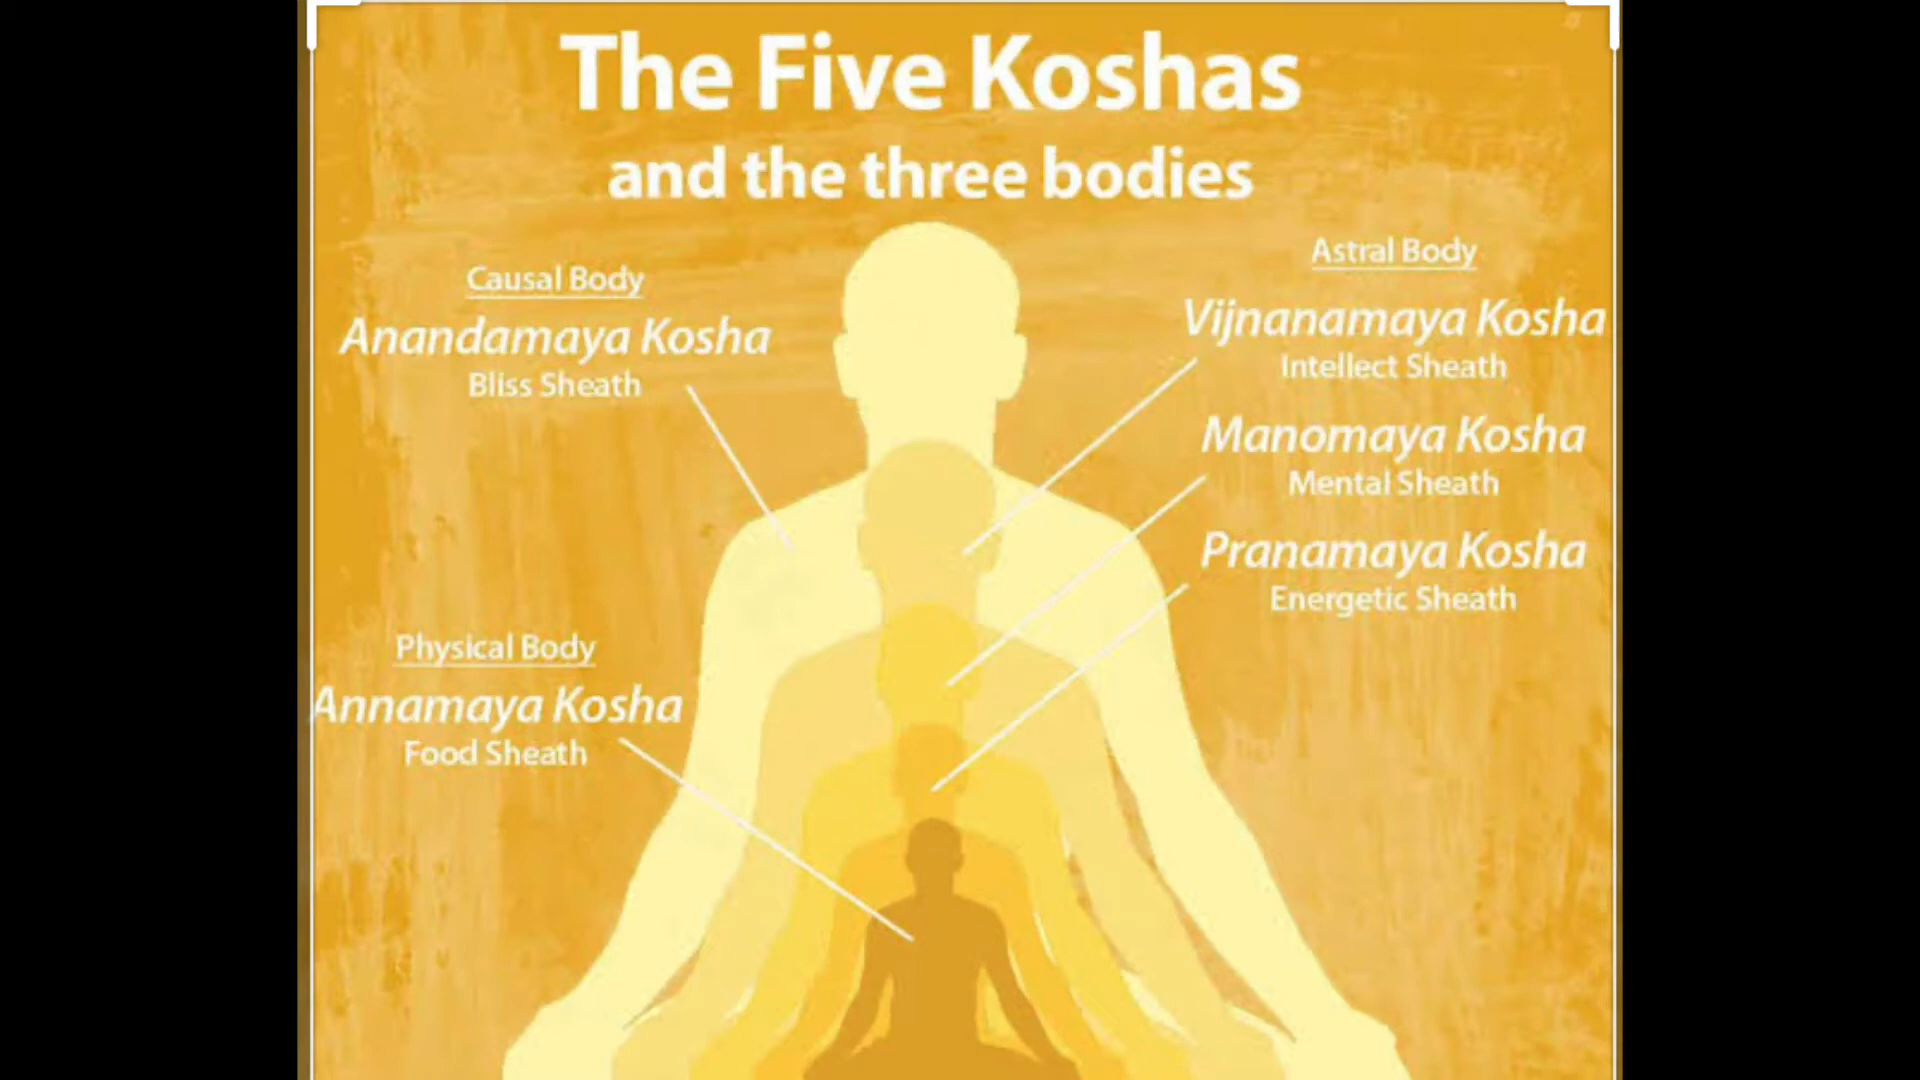 The Five Koshas
and the three bodies
Causal Body
Anandamaya Kosha
Bliss Sheath
Astral Body
Vijnanamaya Kosha
Intellect Sheath
Manomaya Kosha
Mental Sheath
Pranamaya Kosha
Energetic Sheath
Physical Body
Annamaya Kosha
Food Sheath